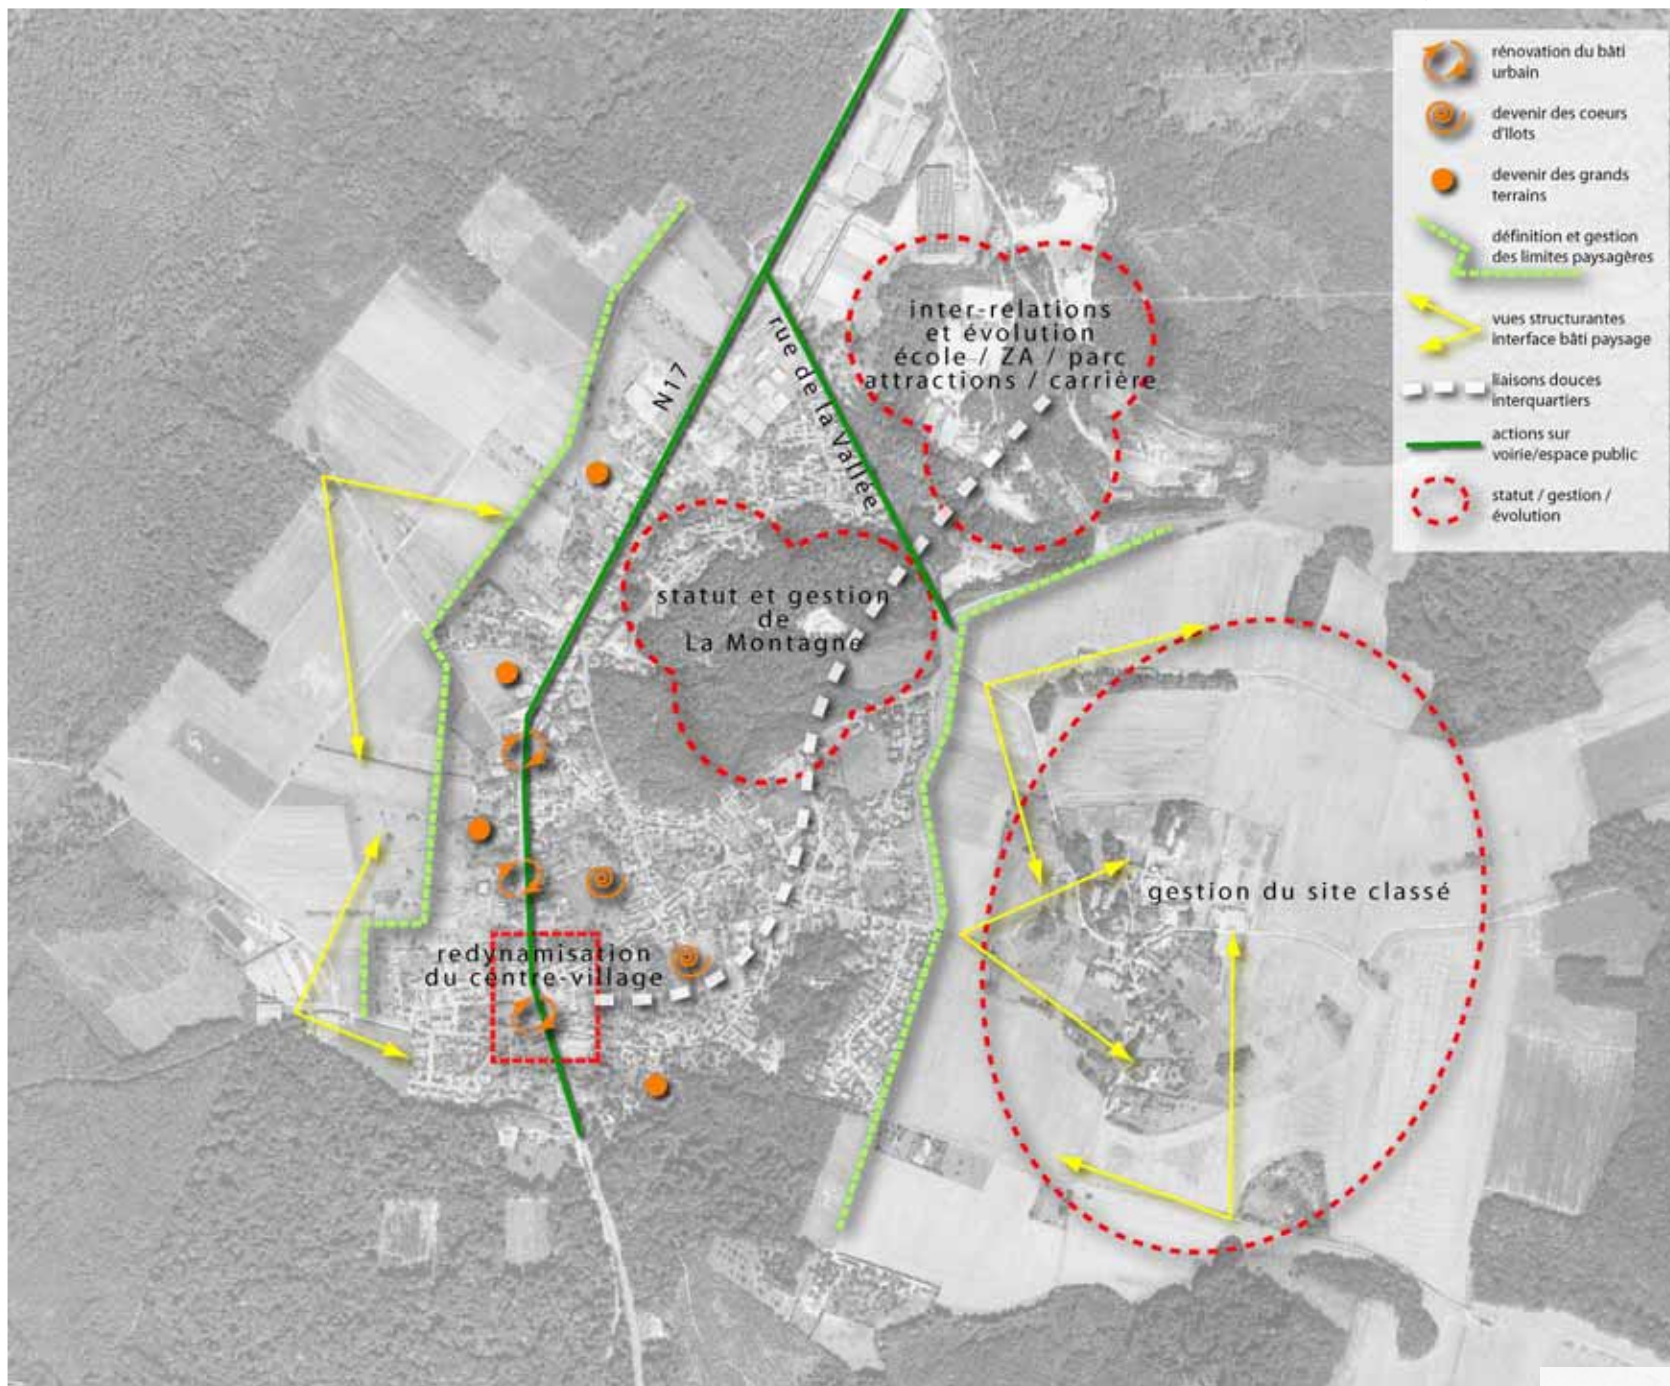 rénovation du bâti
urbain
devenir des coeurs
d'îlots
devenir des grands
terrains
définition et gestion
des limites paysagères
vues structurantes
interface bâti paysage
liaisons douces
interquartiers
actions sur
voirie/espace public
statut / gestion /
évolution
inter-relations
et évolution
école / ZA / parc
attractions / carrière
N17
rue de la Vallée
statut et gestion
de
La Montagne
gestion du site classé
redynamisation
du centre-village